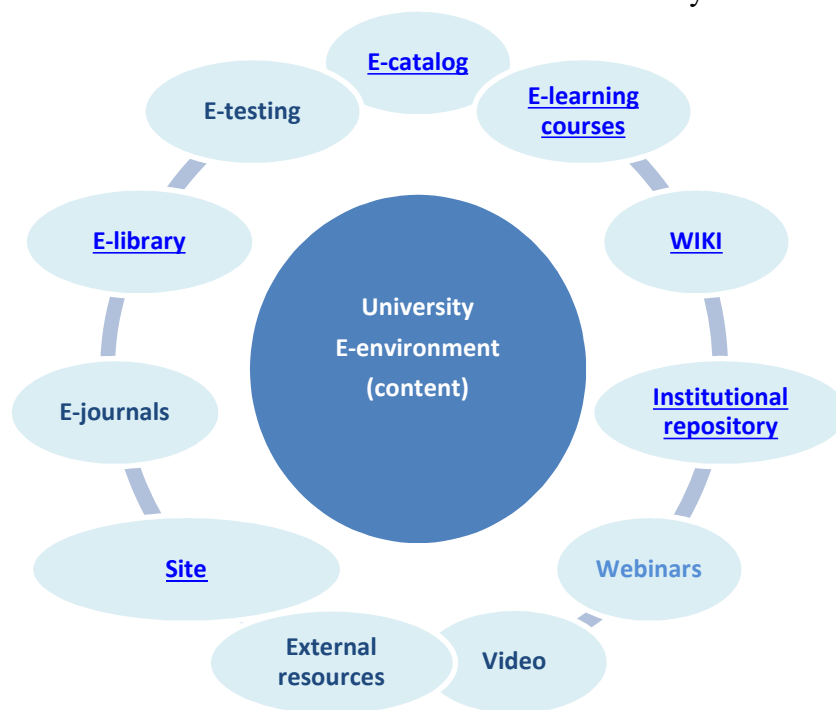 E-catalog
E-testing
E-learning
courses
E-library
WIKI
University
E-environment
(content)
E-journals
Institutional
repository
Site
Webinars
External
resources
Video